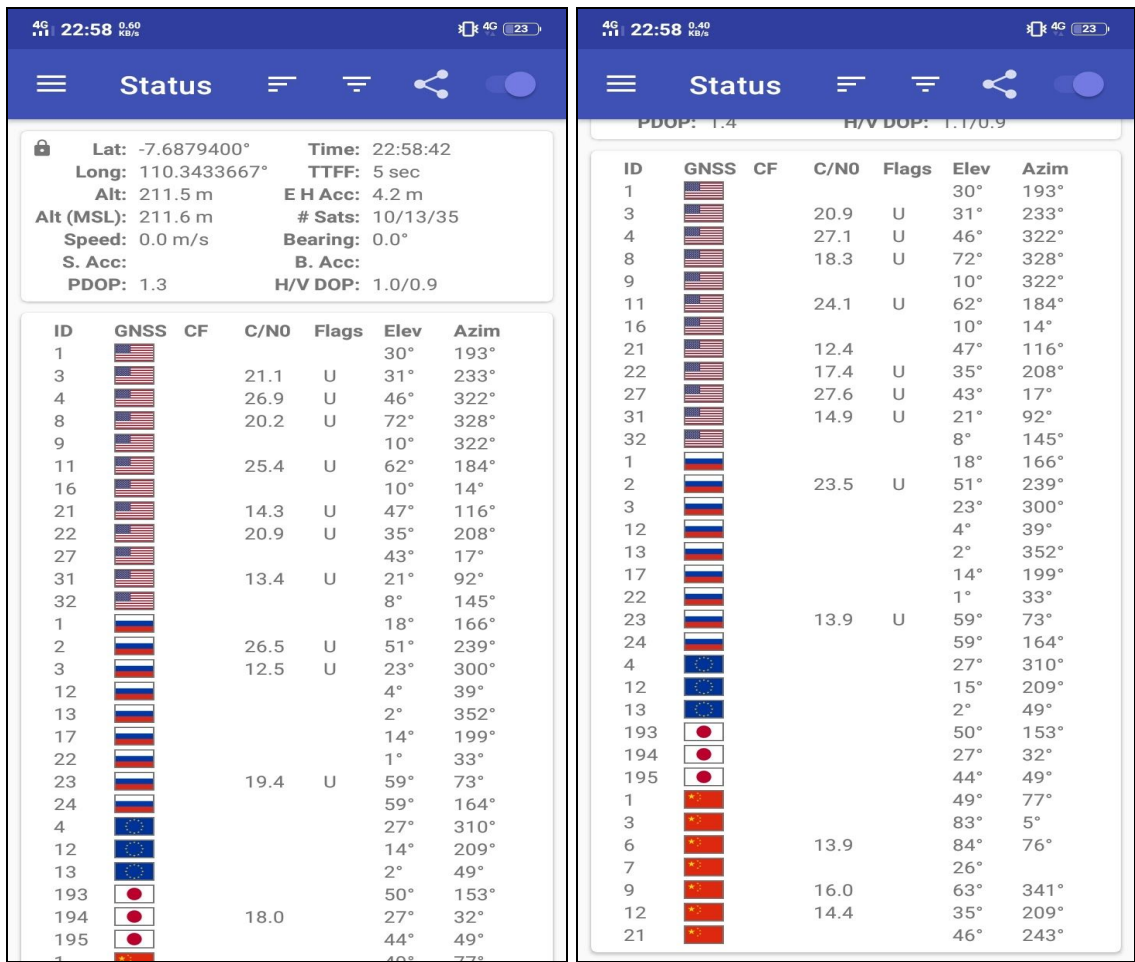 4G 22:58 0.60 KB/s 4G 23
Status
Lat: -7.6879400° Time: 22:58:42
Long: 110.3433667° TTFF: 5 sec
Alt: 211.5 m E H Acc: 4.2 m
Alt (MSL): 211.6 m # Sats: 10/13/35
Speed: 0.0 m/s Bearing: 0.0°
S. Acc: B. Acc:
PDOP: 1.3 H/V DOP: 1.0/0.9
ID GNSS CF C/N0 Flags Elev Azim
1 30° 193°
3 21.1 U 31° 233°
4 26.9 U 46° 322°
8 20.2 U 72° 328°
9 10° 322°
11 25.4 U 62° 184°
16 10° 14°
21 14.3 U 47° 116°
22 20.9 U 35° 208°
27 43° 17°
31 13.4 U 21° 92°
32 8° 145°
1 18° 166°
2 26.5 U 51° 239°
3 12.5 U 23° 300°
12 4° 39°
13 2° 352°
17 14° 199°
22 1° 33°
23 19.4 U 59° 73°
24 59° 164°
4 27° 310°
12 14° 209°
13 2° 49°
193 50° 153°
194 18.0 27° 32°
195 44° 49°
1 49° 77°
4G 22:58 0.40 KB/s 4G 23
Status
PDOP: 1.4 H/V DOP: 1.1/0.9
ID GNSS CF C/N0 Flags Elev Azim
1 30° 193°
3 20.9 U 31° 233°
4 27.1 U 46° 322°
8 18.3 U 72° 328°
9 10° 322°
11 24.1 U 62° 184°
16 10° 14°
21 12.4 47° 116°
22 17.4 U 35° 208°
27 27.6 U 43° 17°
31 14.9 U 21° 92°
32 8° 145°
1 18° 166°
2 23.5 U 51° 239°
3 23° 300°
12 4° 39°
13 2° 352°
17 14° 199°
22 1° 33°
23 13.9 U 59° 73°
24 59° 164°
4 27° 310°
12 15° 209°
13 2° 49°
193 50° 153°
194 27° 32°
195 44° 49°
1 49° 77°
3 83° 5°
6 13.9 84° 76°
7 26°
9 16.0 63° 341°
12 14.4 35° 209°
21 46° 243°